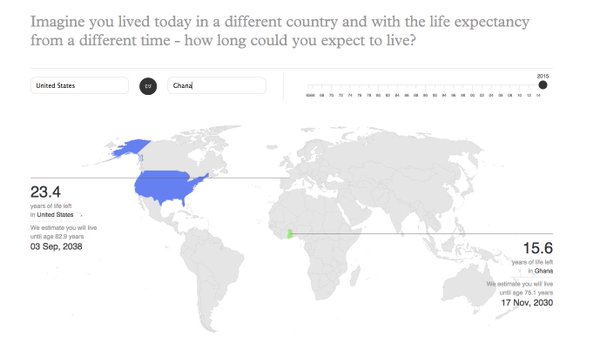 Imagine you lived today in a different country and with the life expectancy
from a different time - how long could you expect to live?
United States
Ghana
2015
23.4
years of life left
in United States
We estimate you will live
until age 82.9 years
03 Sep, 2038
15.6
years of life left
in Ghana
We estimate you will live
until age 75.1 years
17 Nov, 2030